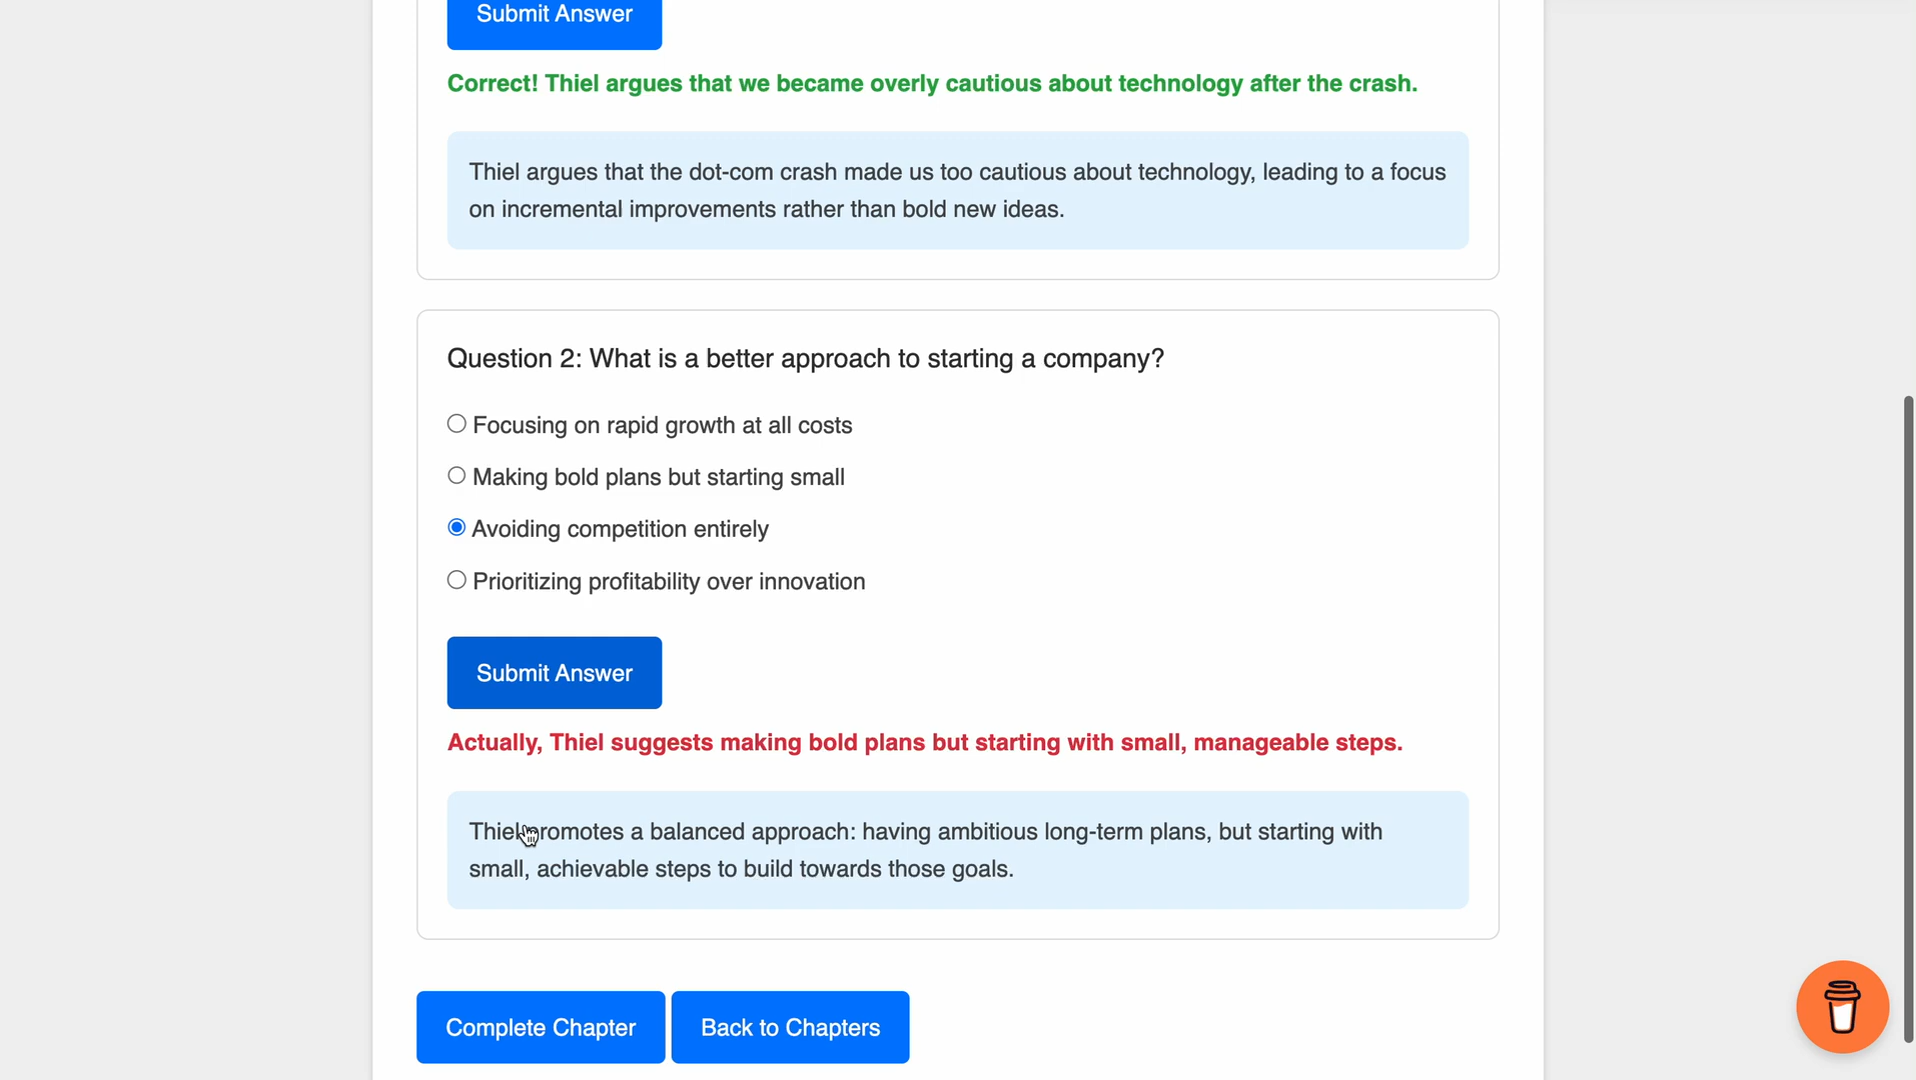 Submit Answer
Correct! Thiel argues that we became overly cautious about technology after the crash.
Thiel argues that the dot-com crash made us too cautious about technology, leading to a focus
on incremental improvements rather than bold new ideas.
Question 2: What is a better approach to starting a company?
Focusing on rapid growth at all costs
Making bold plans but starting small
Avoiding competition entirely
Prioritizing profitability over innovation
Submit Answer
Actually, Thiel suggests making bold plans but starting with small, manageable steps.
Thiel promotes a balanced approach: having ambitious long-term plans, but starting with
small, achievable steps to build towards those goals.
Complete Chapter
Back to Chapters